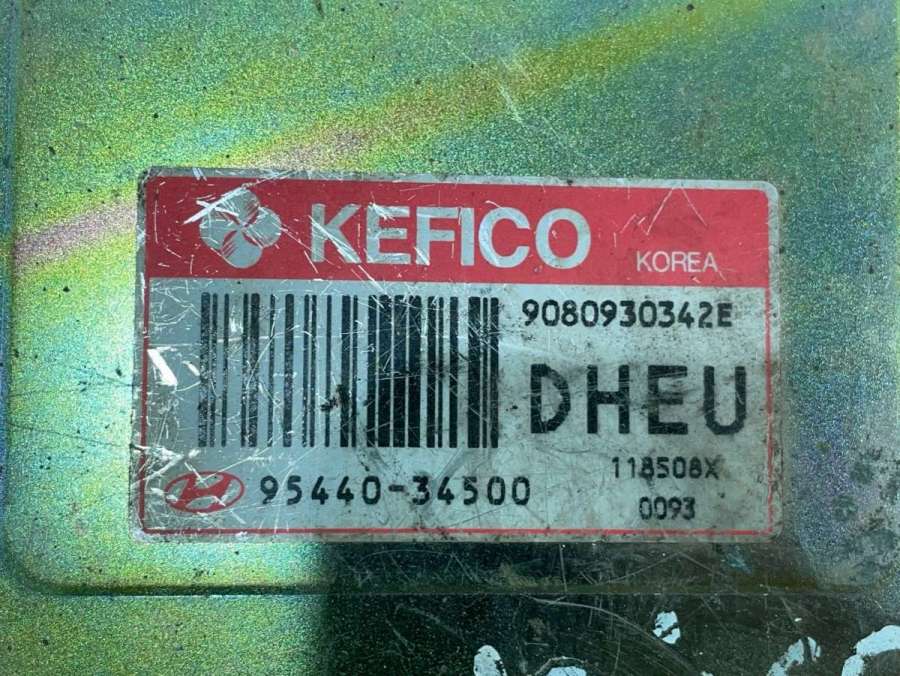 KEFICO KOREA
9080930342E
DHEU
118508X
95440-34500
0093